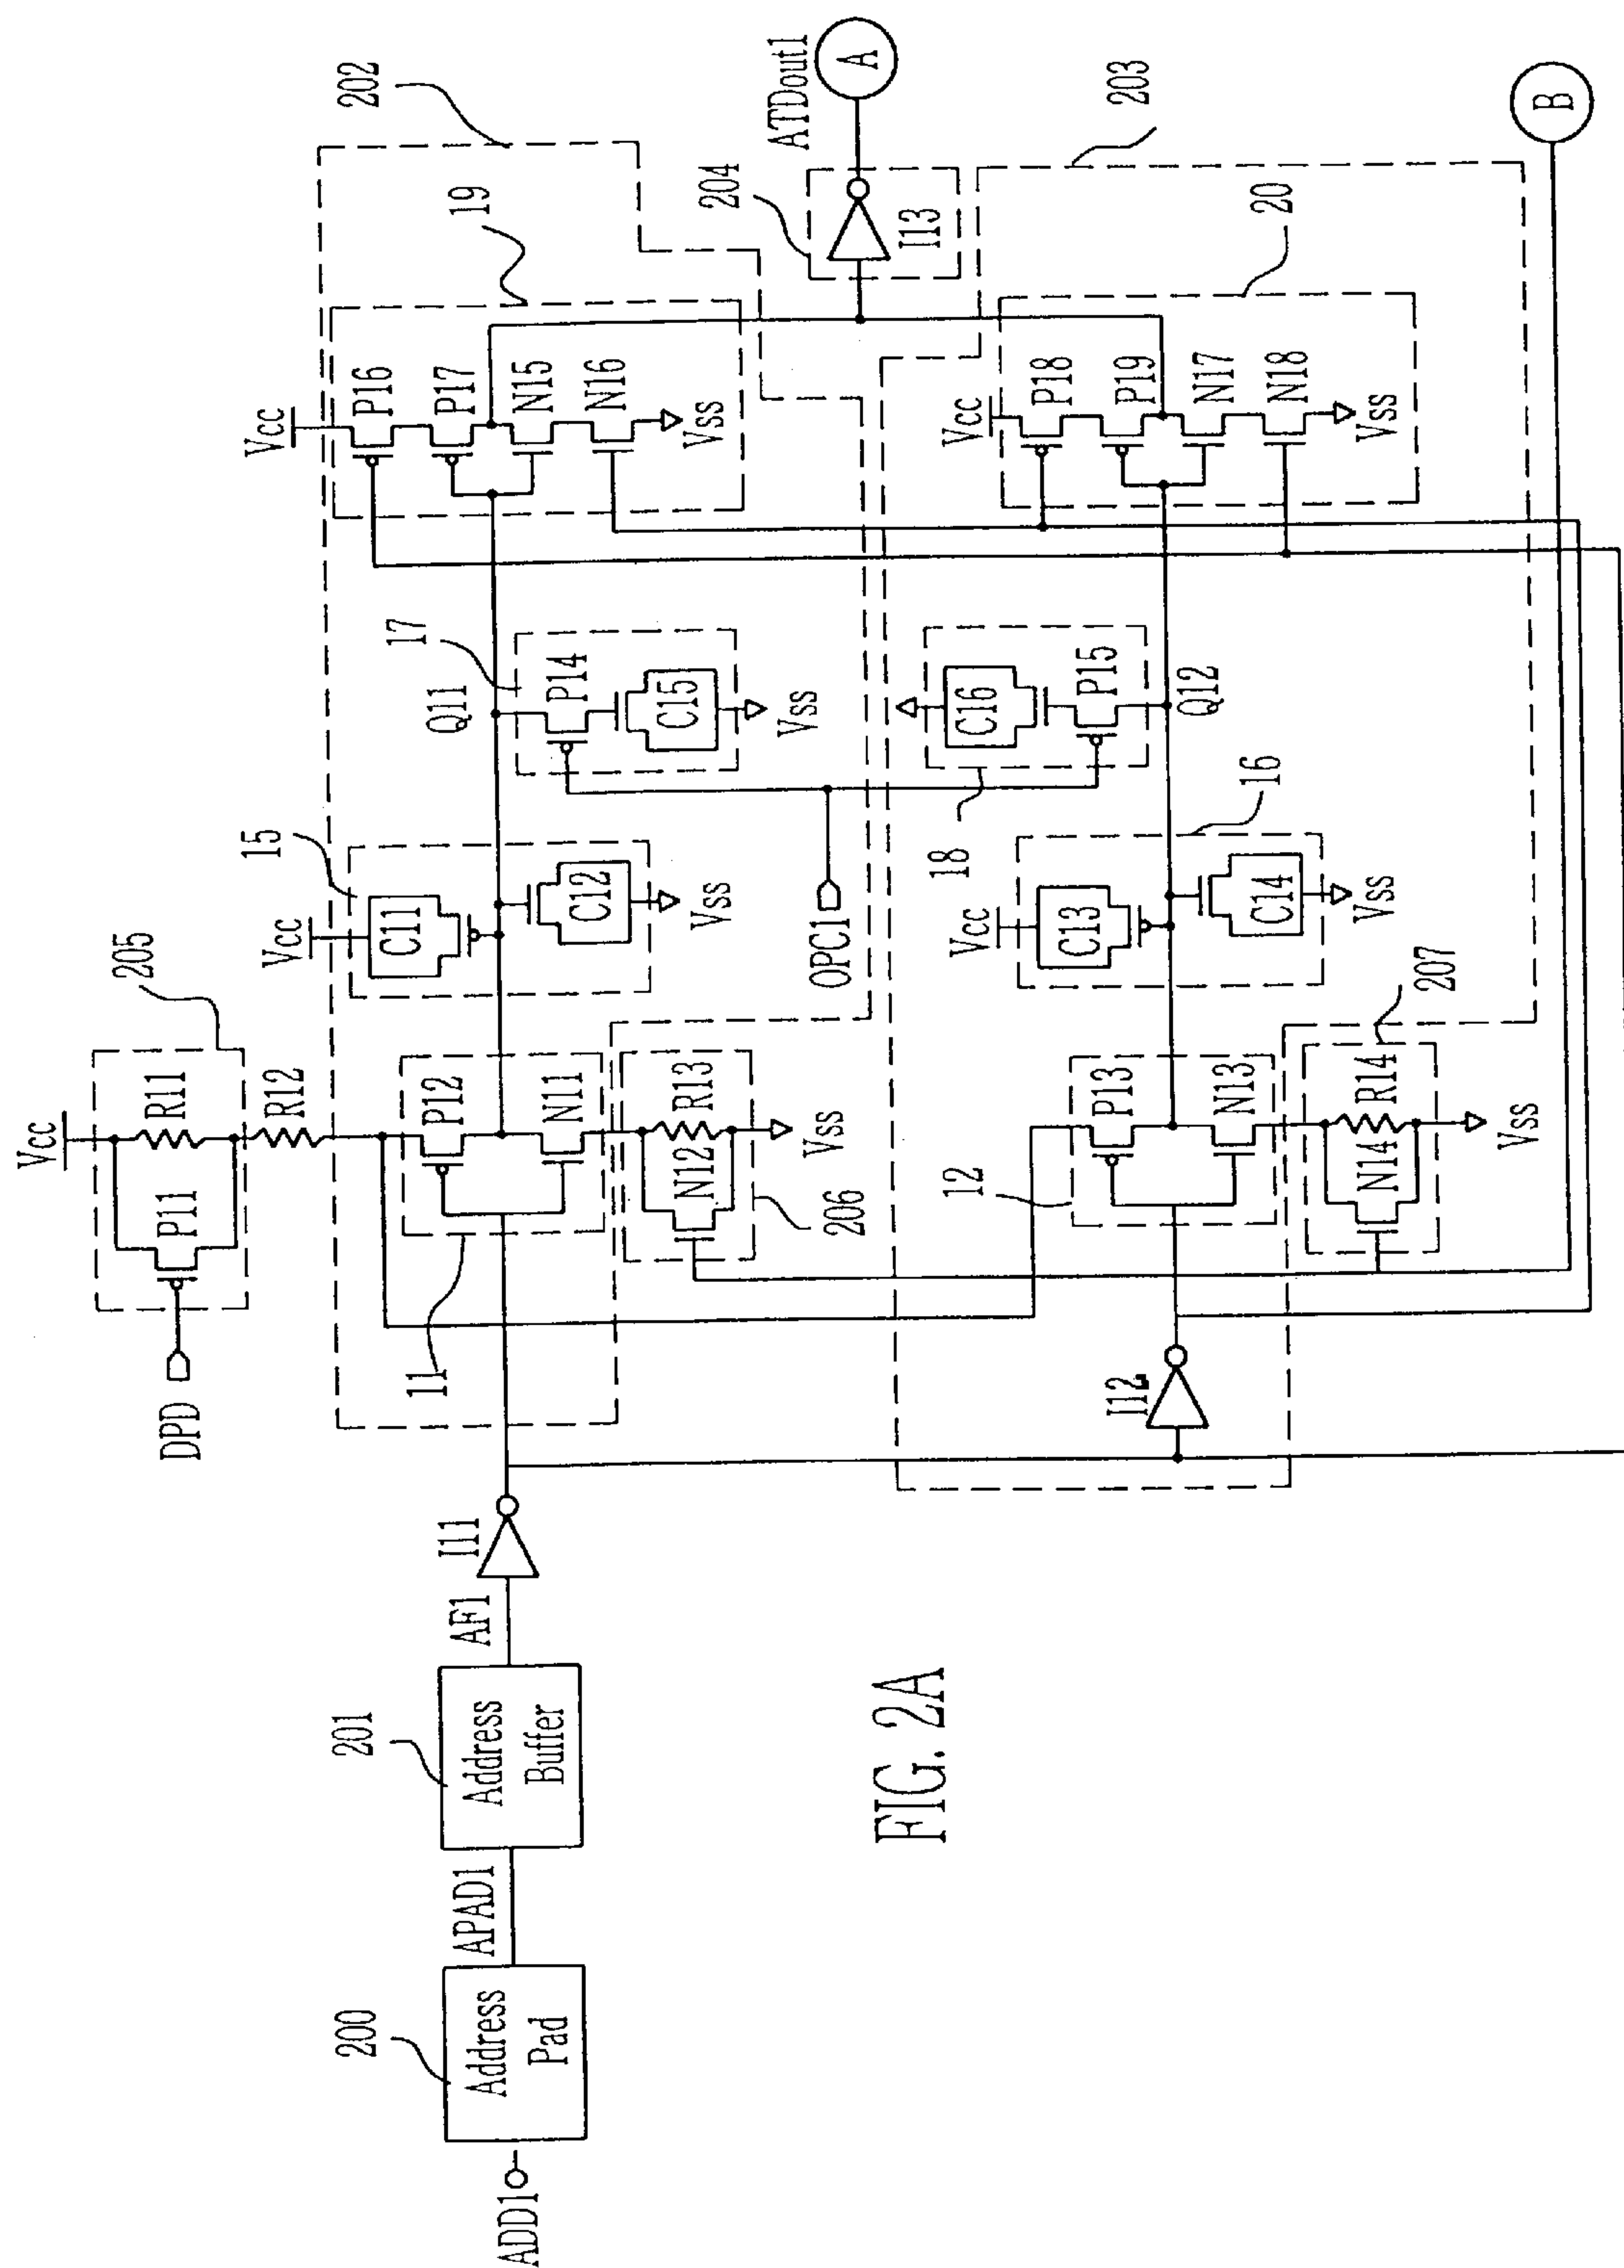 ADD1
200
Address
Pad
APAD1
201
Address
Buffer
AF1
I11
DPD
P11
R11
Vcc
205
R12
11
P12
N11
N12
R13
Vss
206
15
Vcc
C11
C12
Vss
Q11
17
P14
C15
Vss
OPC1
19
Vcc
P16
P17
N15
N16
Vss
202
204
I13
ATDout1
A
203
I12
12
P13
N13
N14
R14
Vss
207
16
Vcc
C13
C14
Vss
18
C16
P15
Q12
20
Vcc
P18
P19
N17
N18
Vss
B
FIG. 2A